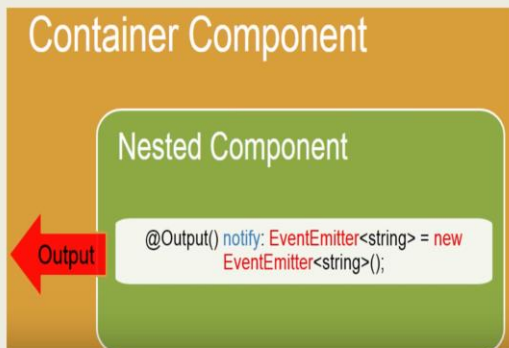 Container Component
Nested Component
@Output() notify: EventEmitter<string> = new
EventEmitter<string>();
Output